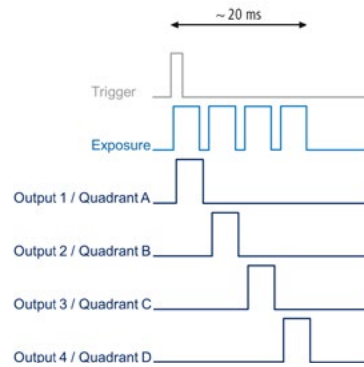 ~ 20 ms
Trigger
Exposure
Output 1 / Quadrant A
Output 2 / Quadrant B
Output 3 / Quadrant C
Output 4 / Quadrant D